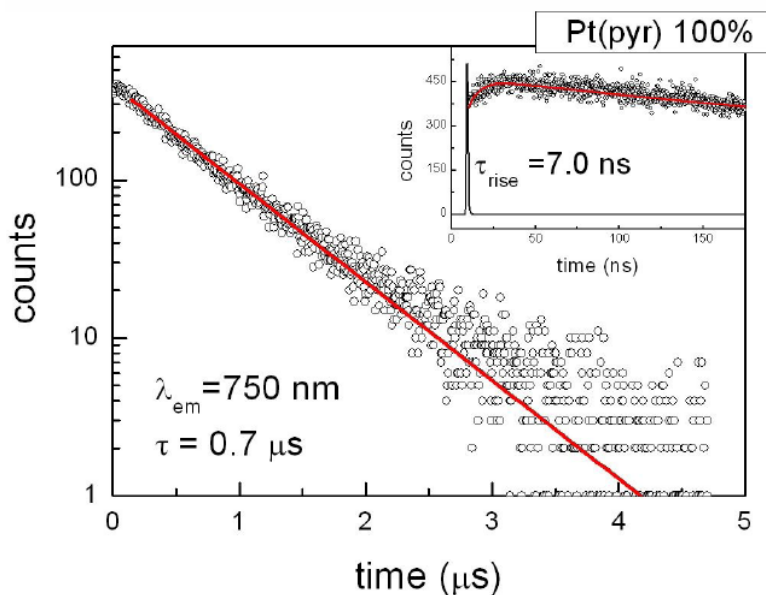 Pt(pyr) 100%
450
300
150
0
counts
τrise =7.0 ns
0 50 100 150
time (ns)
100
10
1
counts
λem=750 nm
τ = 0.7 μs
0 1 2 3 4 5
time (μs)